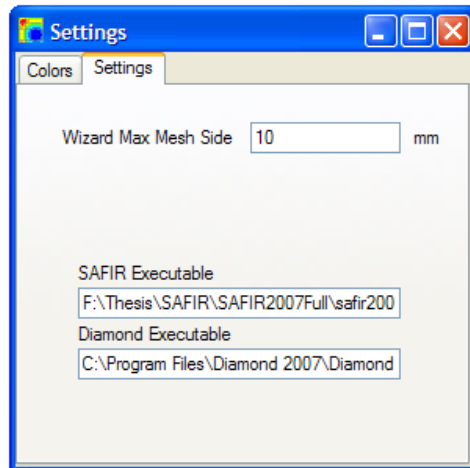 Settings
Colors Settings
Wizard Max Mesh Side 10 mm
SAFIR Executable
F:\Thesis\SAFIR\SAFIR2007Full\safir200
Diamond Executable
C:\Program Files\Diamond 2007\Diamond